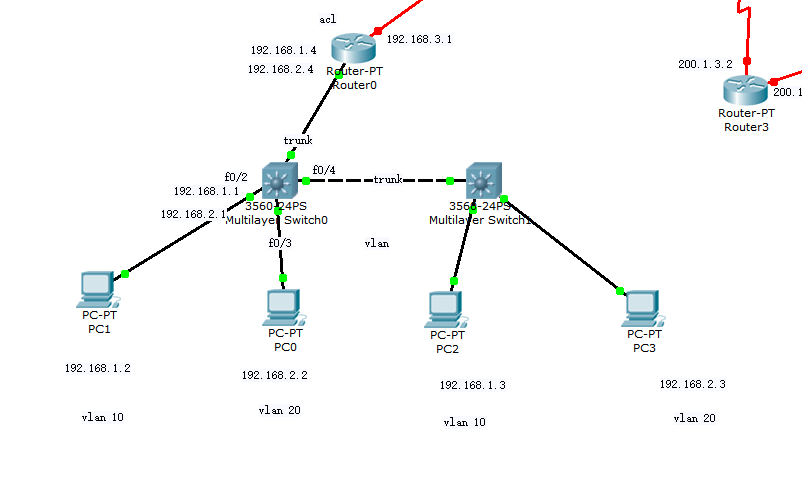 acl
192.168.3.1
192.168.1.4
192.168.2.4
Router-PT
Router0
200.1.3.2
200.1
Router-PT
Router3
trunk
f0/2
f0/4
trunk
192.168.1.1
192.168.2.1
3560-24PS
Multilayer Switch0
3560-24PS
Multilayer Switch1
f0/3
vlan
PC-PT
PC1
PC-PT
PC0
PC-PT
PC2
PC-PT
PC3
192.168.1.2
192.168.2.2
192.168.1.3
192.168.2.3
vlan 10
vlan 20
vlan 10
vlan 20